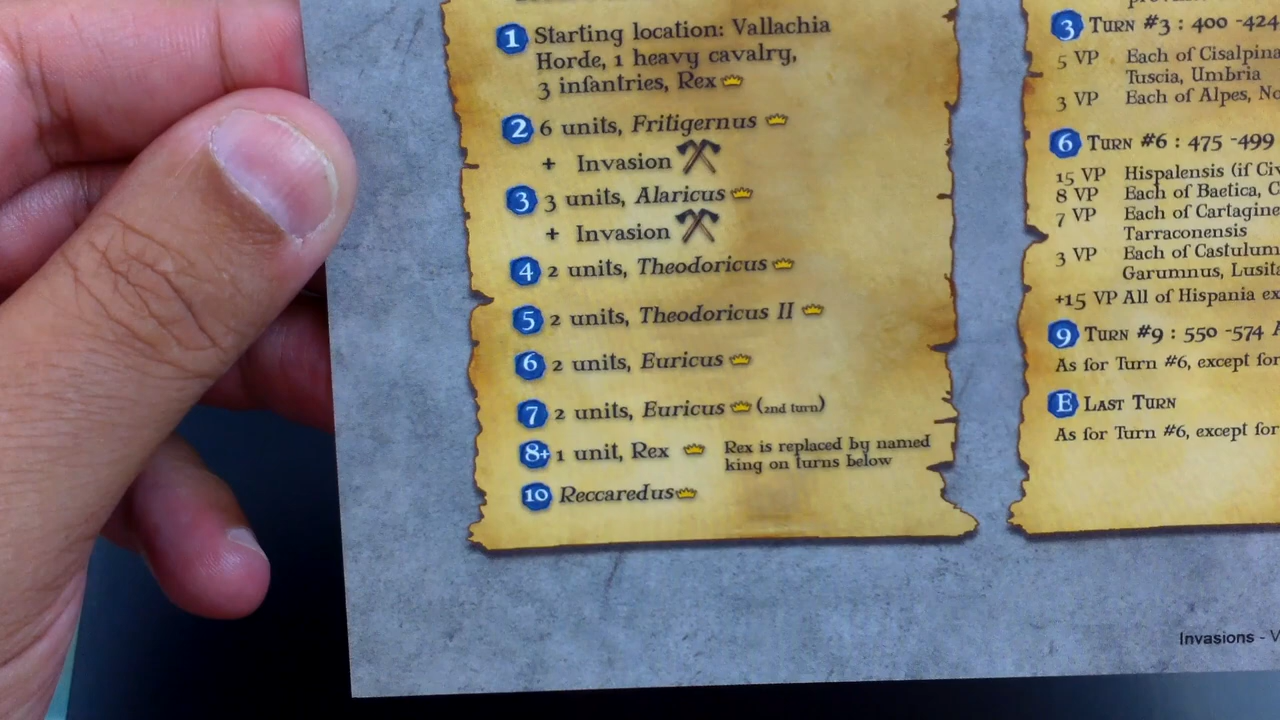 1 Starting location: Vallachia
Horde, 1 heavy cavalry,
3 infantries, Rex
2 6 units, Fritigernus
+ Invasion
3 3 units, Alaricus
+ Invasion
4 2 units, Theodoricus
5 2 units, Theodoricus II
6 2 units, Euricus
7 2 units, Euricus (2nd turn)
8+ 1 unit, Rex Rex is replaced by named
king on turns below
10 Reccaredus
3 Turn #3 : 400 -424
5 VP Each of Cisalpina
Tuscia, Umbria
3 VP Each of Alpes,
6 Turn #6 : 475 -499
15 VP Hispalensis (if
8 VP Each of Baetica,
7 VP Each of
Tarraconensis
3 VP Each of Castulum
Garumnus,
+15 VP All of Hispania
9 Turn #9 : 550 -574
As for Turn #6, except for
E Last Turn
As for Turn #6, except for
Invasions -